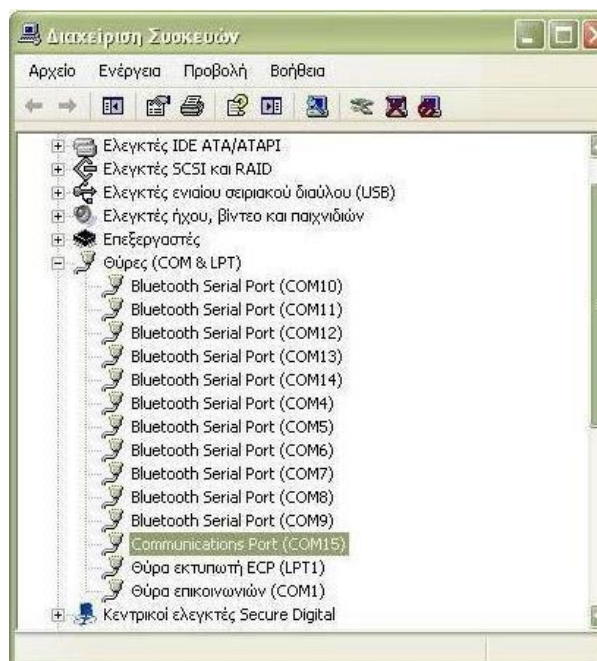 Διαχείριση Συσκευών
Αρχείο Ενέργεια Προβολή Βοήθεια
Ελεγκτές IDE ATA/ATAPI
Ελεγκτές SCSI και RAID
Ελεγκτές ενιαίου σειριακού διαύλου (USB)
Ελεγκτές ήχου, βίντεο και παιχνιδιών
Επεξεργαστές
Θύρες (COM & LPT)
Bluetooth Serial Port (COM10)
Bluetooth Serial Port (COM11)
Bluetooth Serial Port (COM12)
Bluetooth Serial Port (COM13)
Bluetooth Serial Port (COM14)
Bluetooth Serial Port (COM4)
Bluetooth Serial Port (COM5)
Bluetooth Serial Port (COM6)
Bluetooth Serial Port (COM7)
Bluetooth Serial Port (COM8)
Bluetooth Serial Port (COM9)
Communications Port (COM15)
Θύρα εκτυπωτή ECP (LPT1)
Θύρα επικοινωνιών (COM1)
Κεντρικοί ελεγκτές Secure Digital